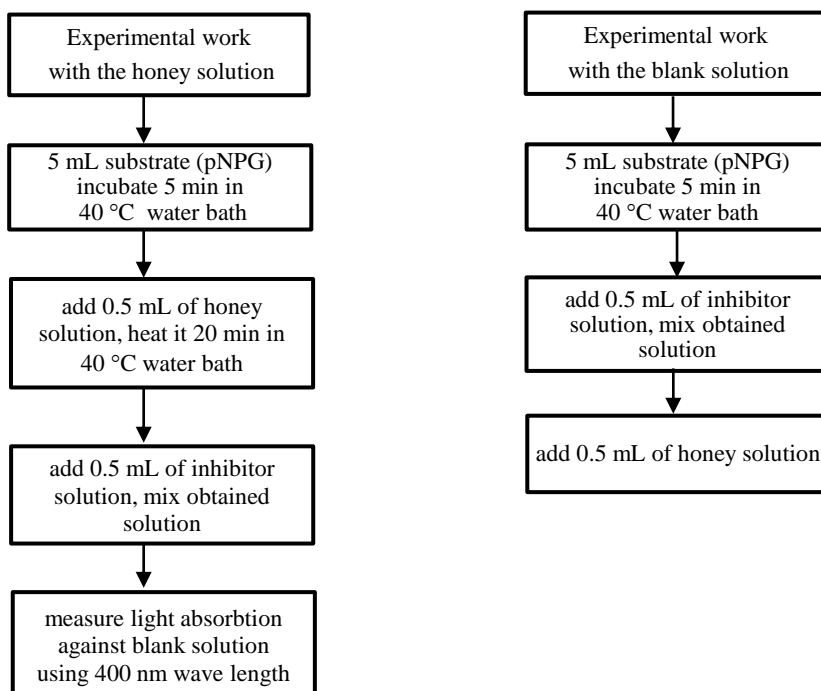 Experimental work
with the honey solution
5 mL substrate (pNPG)
incubate 5 min in
40 °C water bath
add 0.5 mL of honey
solution, heat it 20 min in
40 °C water bath
add 0.5 mL of inhibitor
solution, mix obtained
solution
measure light absorbtion
against blank solution
using 400 nm wave length
Experimental work
with the blank solution
5 mL substrate (pNPG)
incubate 5 min in
40 °C water bath
add 0.5 mL of inhibitor
solution, mix obtained
solution
add 0.5 mL of honey solution